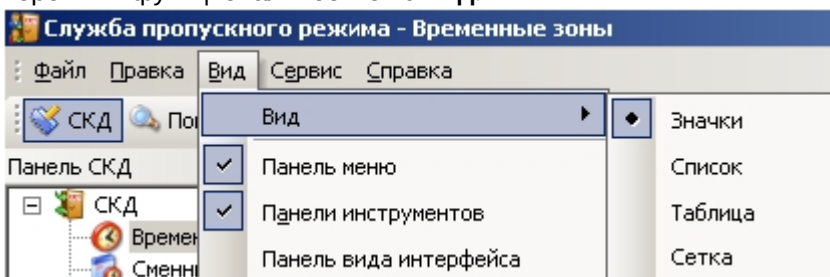 Служба пропускного режима - Временные зоны
Файл Правка Вид Сервис Справка
СКД
Вид
Значки
Панель СКД
Панель меню
Список
СКД
Панели инструментов
Таблица
Панель вида интерфейса
Сетка